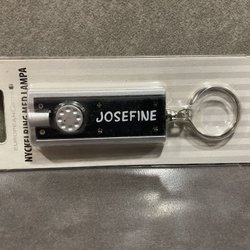 NYCKELRING MED LAMPA
JOSEFINE